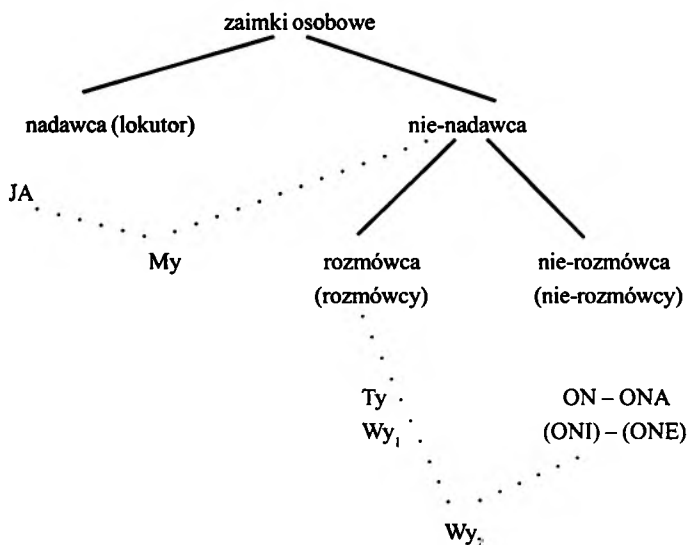 zaimki osobowe
nadawca (lokutor) nie-nadawca
JA
My
rozmówca nie-rozmówca
(rozmówcy) (nie-rozmówcy)
Ty ON – ONA
Wy₁ (ONI) – (ONE)
Wy₂